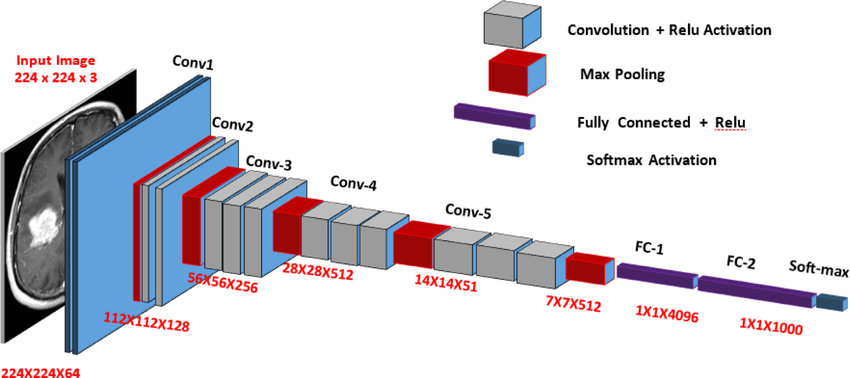 Input Image
224 x 224 x 3
Conv1
Conv2
Conv-3
Conv-4
Conv-5
FC-1
FC-2
Soft-max
224X224X64
112X112X128
56X56X256
28X28X512
14X14X51
7X7X512
1X1X4096
1X1X1000
Convolution + Relu Activation
Max Pooling
Fully Connected + Relu
Softmax Activation